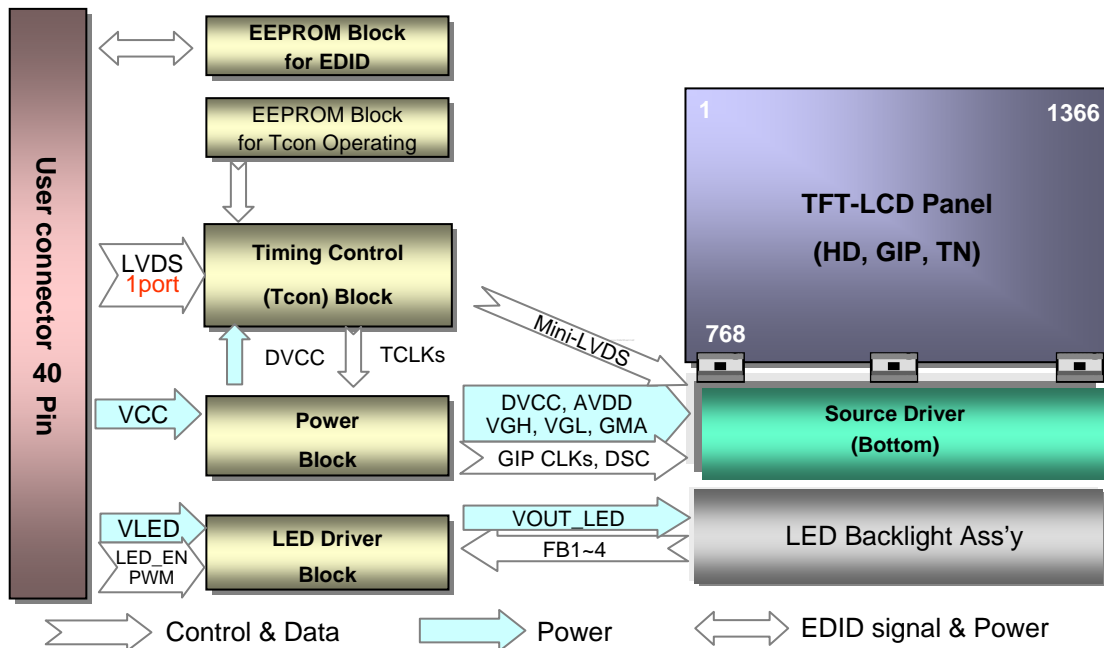 EEPROM Block
for EDID
EEPROM Block
for Tcon Operating
User connector 40
Pin
LVDS
1port
Timing Control
(Tcon) Block
DVCC
TCLKs
Mini-LVDS
1
1366
TFT-LCD Panel
(HD, GIP, TN)
768
VCC
Power
Block
DVCC, AVDD
VGH, VGL, GMA
GIP CLKs, DSC
Source Driver
(Bottom)
VLED
LED_EN
PWM
LED Driver
Block
VOUT_LED
FB1~4
LED Backlight Ass'y
Control & Data
Power
EDID signal & Power